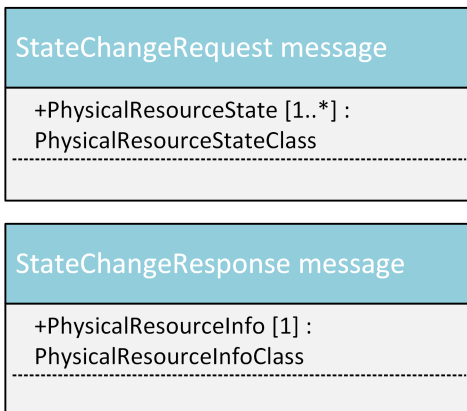 StateChangeRequest message
+PhysicalResourceState [1..*] :
PhysicalResourceStateClass
StateChangeResponse message
+PhysicalResourceInfo [1] :
PhysicalResourceInfoClass